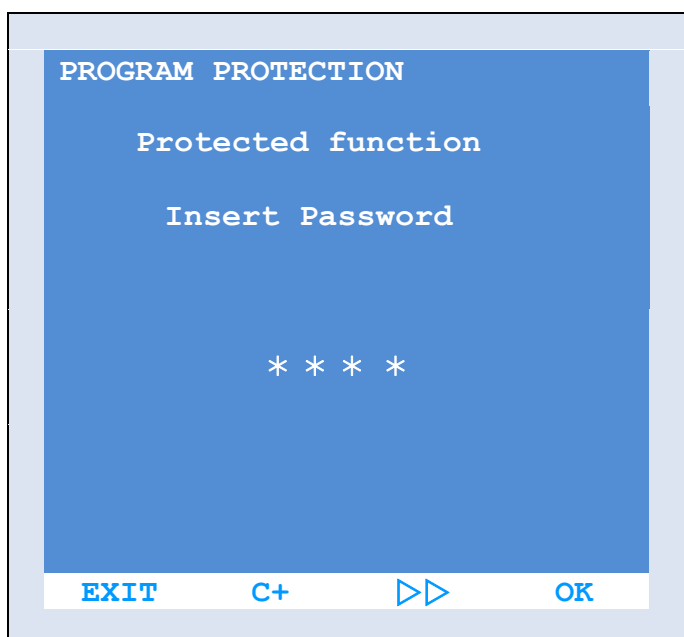 PROGRAM PROTECTION
Protected function
Insert Password
* * * *
EXIT C+ ▷▷ OK